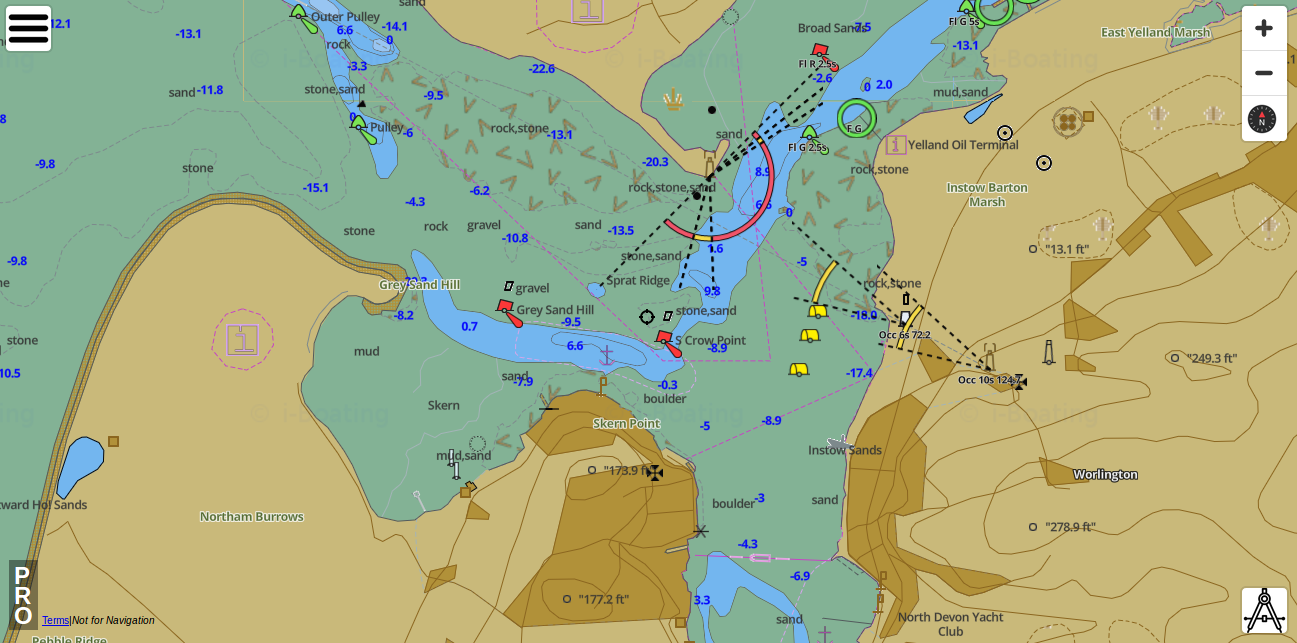 sand
Outer Pulley
12.1
-13.1
6.6
-14.1
0
rock
Broad Sands
-7.5
Fl G 5s
-13.1
East Yelland Marsh
© i-Boating
© i-Boating
© i-Boating
-3.3
-22.6
Fl R 2.5s
-2.6
0
2.0
sand
-11.8
stone,sand
-9.5
mud,sand
N
0
Pulley
-6
rock,stone
-13.1
sand
F G
Fl G 2.5s
Yelland Oil Terminal
-9.8
stone
-20.3
8.9
rock,stone
-15.1
-6.2
rock,stone,sand
Instow Barton
Marsh
-4.3
6.6
0
stone
rock
gravel
sand
-13.5
-10.8
1.6
"13.1 ft"
-9.8
stone,sand
-5
Grey Sand Hill
Sprat Ridge
rock,stone
gravel
9.8
-8.2
0.7
Grey Sand Hill
-9.5
stone,sand
-18.0
stone
mud
6.6
S Crow Point
-8.9
Occ 6s 72.2
"249.3 ft"
10.5
sand
-7.9
-0.3
-17.4
Occ 10s 124.7
boulder
Skern
© i-Boating
© i-Boating
Skern Point
-5
-8.9
mud,sand
Instow Sands
"173.9 ft"
Worlington
boulder
-3
sand
Northam Burrows
"278.9 ft"
-4.3
-6.9
PRO
"177.2 ft"
3.3
Terms|Not for Navigation
sand
North Devon Yacht
Club
Pebble Ridge